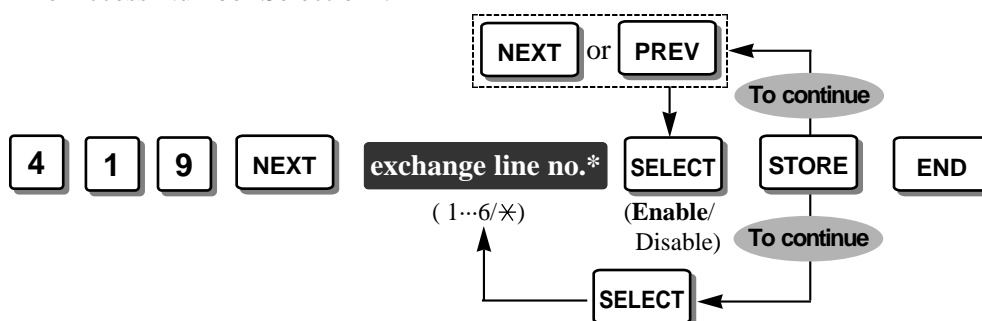 NEXT or PREV
To continue
4 1 9 NEXT exchange line no.* SELECT STORE END
( 1···6/✳) (Enable/
Disable) To continue
SELECT